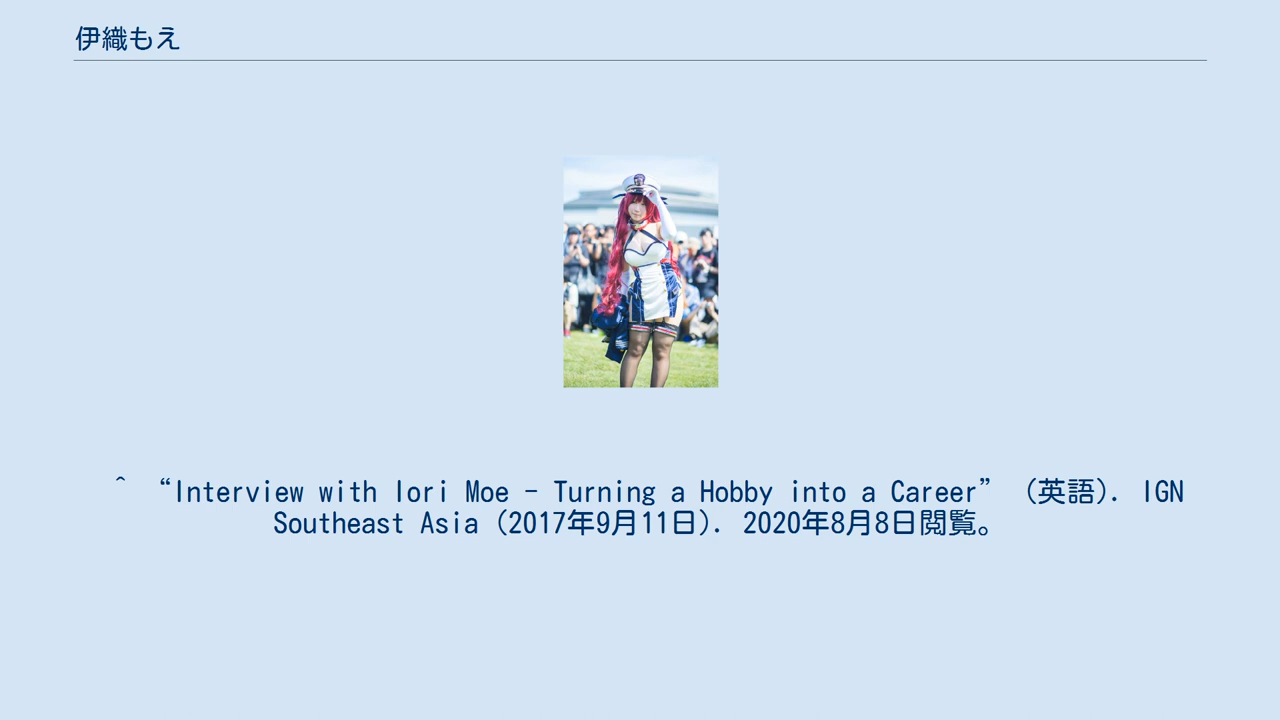 伊織もえ
^ “Interview with Iori Moe - Turning a Hobby into a Career” (英語). IGN
Southeast Asia (2017年9月11日). 2020年8月8日閲覧。